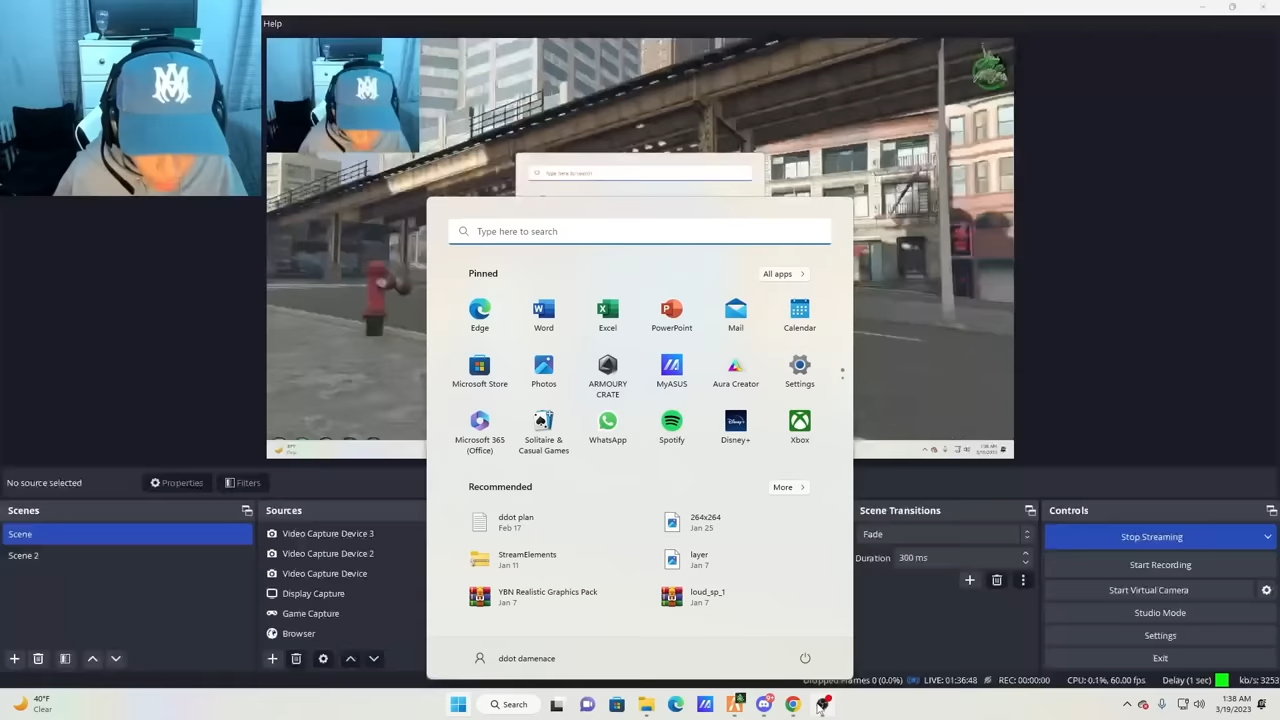 Help
Type here to search
Type here to search
Pinned
All apps
Edge
Word
Excel
PowerPoint
Mail
Calendar
Microsoft Store
Photos
ARMOURY
CRATE
MyASUS
Aura Creator
Settings
Microsoft 365
(Office)
Solitaire &
Casual Games
WhatsApp
Spotify
Disney+
Xbox
Recommended
More
ddot plan
Feb 17
264x264
Jan 25
StreamElements
Jan 11
layer
Jan 7
YBN Realistic Graphics Pack
Jan 7
loud_sp_1
Jan 7
ddot damenace
No source selected
Properties
Filters
Scenes
Scene
Scene 2
Sources
Video Capture Device 3
Video Capture Device 2
Video Capture Device
Display Capture
Game Capture
Browser
Scene Transitions
Fade
Duration 300 ms
Controls
Stop Streaming
Start Recording
Start Virtual Camera
Studio Mode
Settings
Exit
Dropped Frames 0 (0.0%) LIVE: 01:36:48 REC: 00:00:00 CPU: 0.1%, 60.00 fps Delay (1 sec) kb/s: 3253
40°F
Clear
Search
1:38 AM
3/19/2023